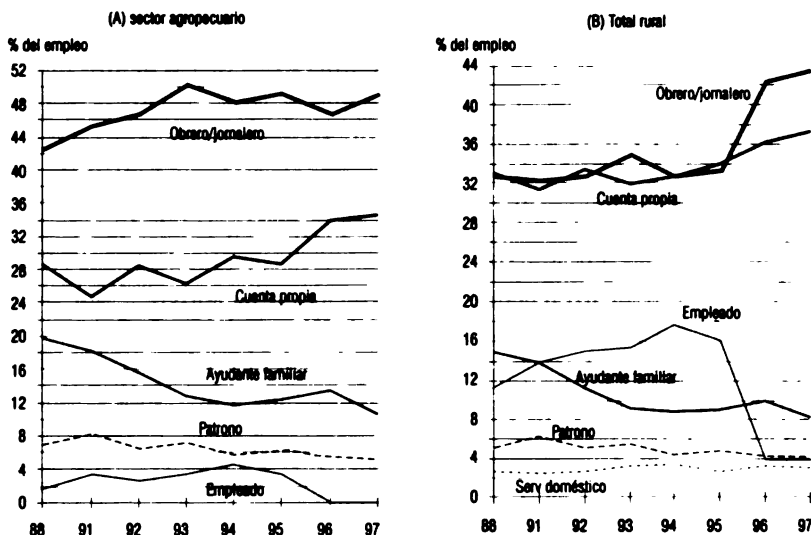 (A) sector agropecuario
% del empleo
52
48
44
40
36
32
28
24
20
16
12
8
4
0
88 91 92 93 94 95 96 97
Obrero/jornalero
Cuenta propia
Ayudante familiar
Patrono
Empleado
(B) Total rural
% del empleo
44
40
36
32
28
24
20
16
12
8
4
0
88 91 92 93 94 95 96 97
Obrero/jornalero
Cuenta propia
Empleado
Ayudante familiar
Patrono
Serv doméstico